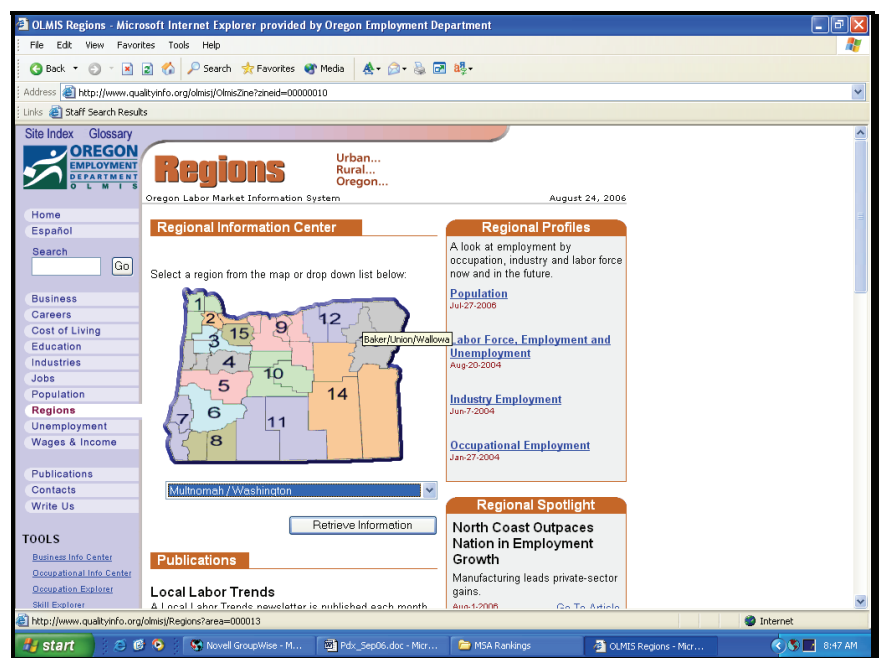 OLMIS Regions - Microsoft Internet Explorer provided by Oregon Employment Department
File Edit View Favorites Tools Help
Back Search Favorites Media
Address http://www.qualityinfo.org/olmisj/OlmisZine?zineid=00000010
Links Staff Search Results
Site Index Glossary
OREGON
EMPLOYMENT
DEPARTMENT
O L M I S
Regions
Urban...
Rural...
Oregon...
Oregon Labor Market Information System August 24, 2006
Home
Español
Search
Go
Business
Careers
Cost of Living
Education
Industries
Jobs
Population
Regions
Unemployment
Wages & Income
Publications
Contacts
Write Us
TOOLS
Business Info Center
Occupational Info Center
Occupation Explorer
Skill Explorer
Regional Information Center
Select a region from the map or drop down list below:
1
2
3
15
9
12
Baker/Union/Wallowa
4
10
5
14
7
6
11
8
Multnomah / Washington
Retrieve Information
Publications
Local Labor Trends
A Local Labor Trends newsletter is published each month
Regional Profiles
A look at employment by
occupation, industry and labor force
now and in the future.
Population
Jul-27-2006
Labor Force, Employment and
Unemployment
Aug-20-2004
Industry Employment
Jun-7-2004
Occupational Employment
Jan-27-2004
Regional Spotlight
North Coast Outpaces
Nation in Employment
Growth
Manufacturing leads private-sector
gains.
Aug-1-2006 Go To Article
http://www.qualityinfo.org/olmisj/Regions?area=000013 Internet
start Novell GroupWise - M... Pdx_Sep06.doc - Micr... MSA Rankings OLMIS Regions - Micr... 8:47 AM